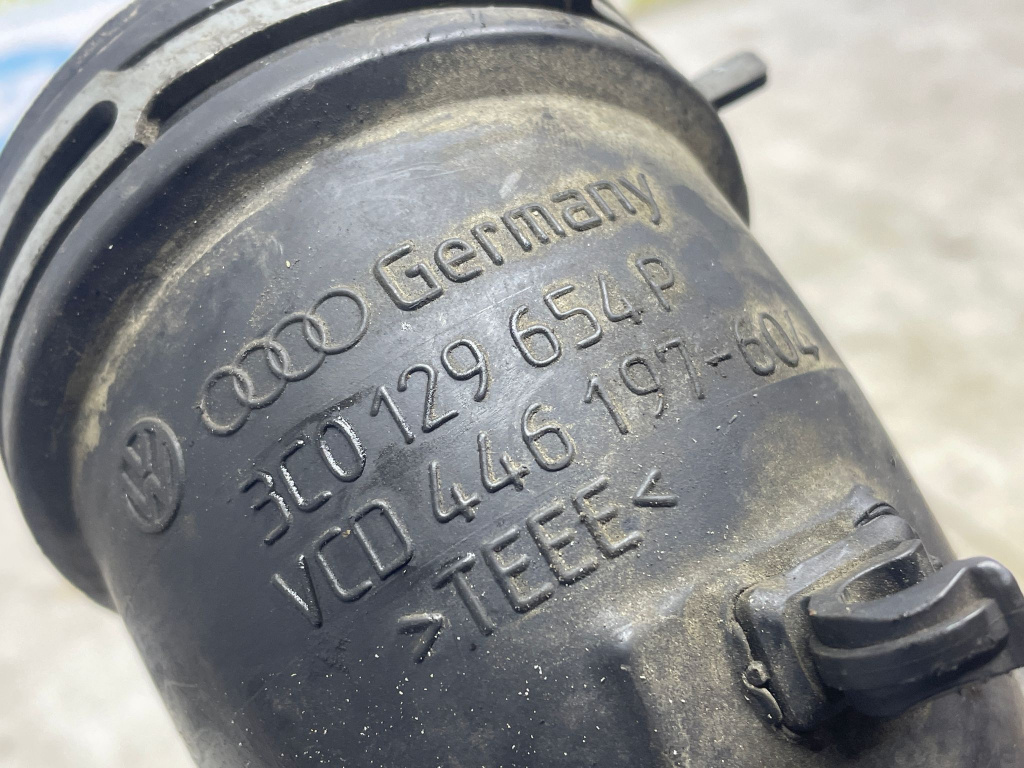 Germany
3C0 129 654 P
VCD 446 197-604
>TEEE<